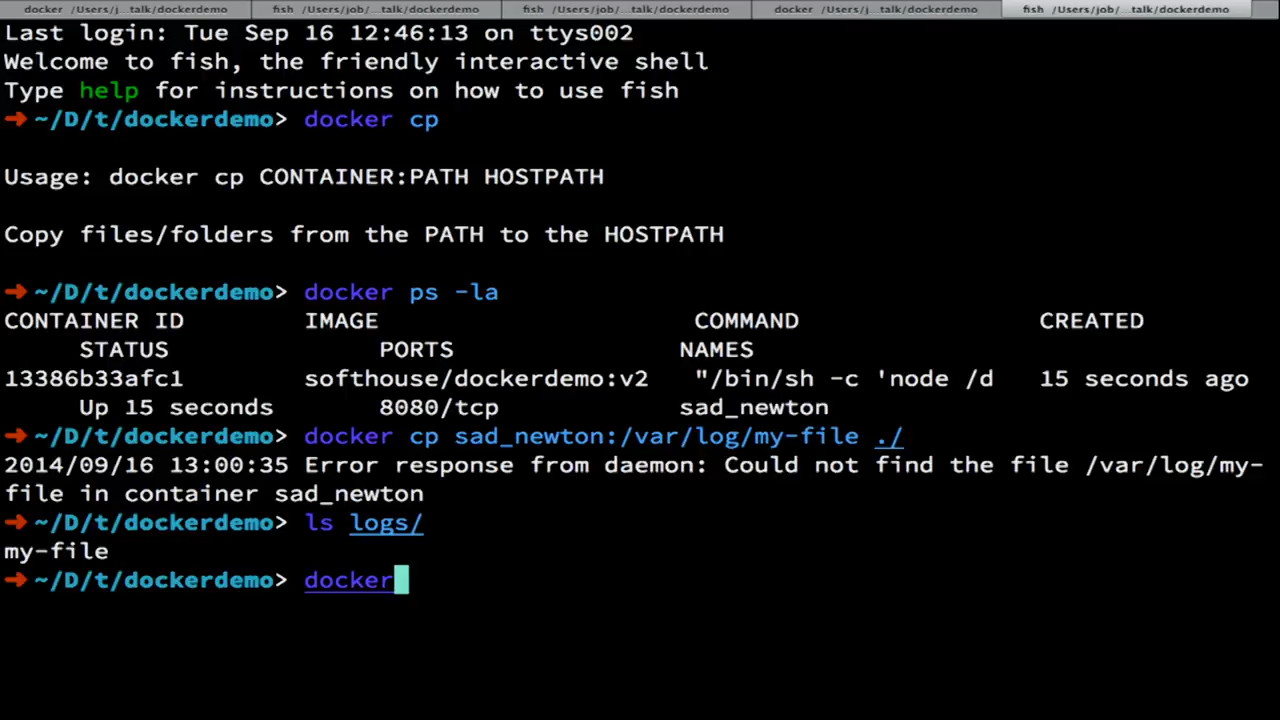 docker /Users/j ...talk/dockerdemo fish /Users/job/...talk/dockerdemo fish /Users/job/...talk/dockerdemo docker /Users/j...talk/dockerdemo fish /Users/job/...talk/dockerdemo
Last login: Tue Sep 16 12:46:13 on ttys002
Welcome to fish, the friendly interactive shell
Type help for instructions on how to use fish
➜ ~/D/t/dockerdemo> docker cp
Usage: docker cp CONTAINER:PATH HOSTPATH
Copy files/folders from the PATH to the HOSTPATH
➜ ~/D/t/dockerdemo> docker ps -la
CONTAINER ID IMAGE COMMAND CREATED
STATUS PORTS NAMES
13386b33afc1 softhouse/dockerdemo:v2 "/bin/sh -c 'node /d 15 seconds ago
Up 15 seconds 8080/tcp sad_newton
➜ ~/D/t/dockerdemo> docker cp sad_newton:/var/log/my-file ./
2014/09/16 13:00:35 Error response from daemon: Could not find the file /var/log/my-
file in container sad_newton
➜ ~/D/t/dockerdemo> ls logs/
my-file
➜ ~/D/t/dockerdemo> docker